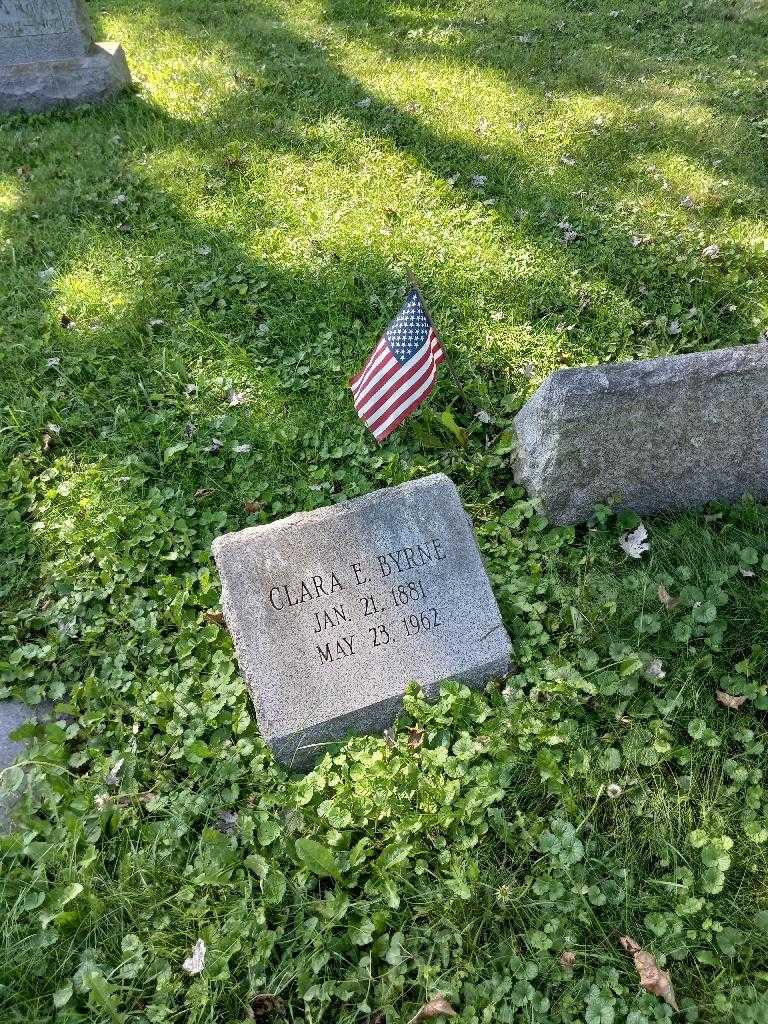 CLARA E. BYRNE
JAN. 21. 1881
MAY 23. 1962